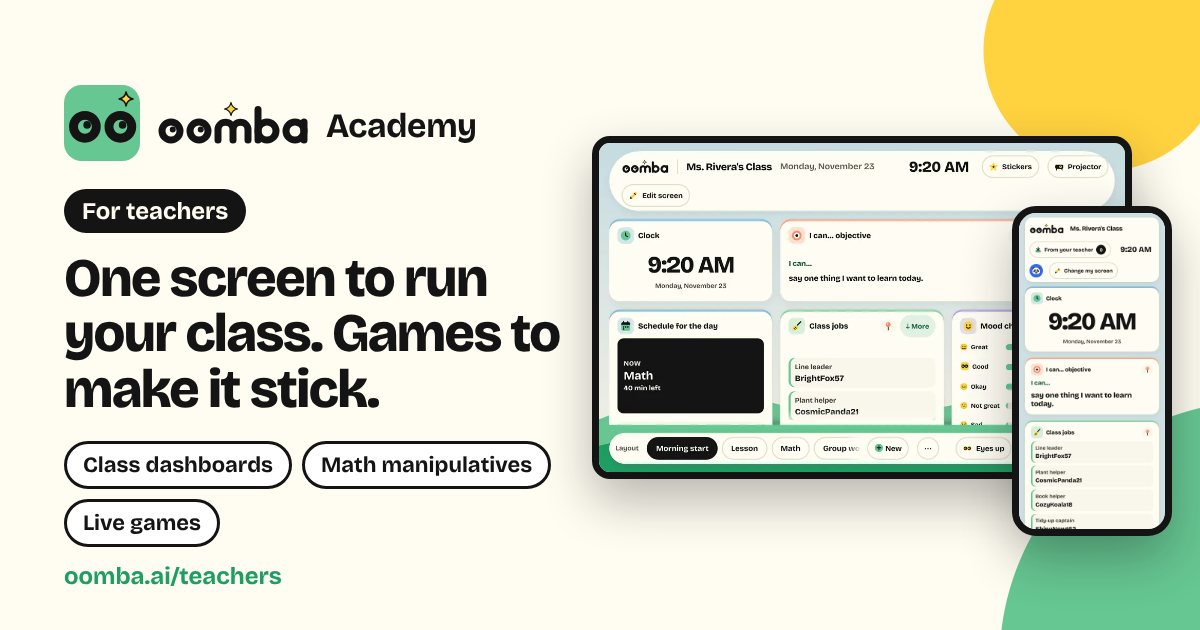 oomba Academy
For teachers
One screen to run
your class. Games to
make it stick.
Class dashboards
Math manipulatives
Live games
oomba.ai/teachers
oomba
Ms. Rivera's Class
Monday, November 23
9:20 AM
Stickers
Projector
Edit screen
Clock
9:20 AM
Monday, November 23
I can... objective
I can...
say one thing I want to learn today.
Schedule for the day
NOW
Math
40 min left
Class jobs
↓ More
Line leader
BrightFox57
Plant helper
CosmicPanda21
Mood ch
Great
Good
Okay
Not great
Layout
Morning start
Lesson
Math
Group
New
...
Eyes up
oomba
Ms. Rivera's Class
From your teacher
9:20 AM
Change my screen
Clock
9:20 AM
Monday, November 23
I can... objective
I can...
say one thing I want to learn
today.
Class jobs
Line leader
BrightFox57
Plant helper
CosmicPanda21
Book helper
CozyKoala18
Tidy-up captain